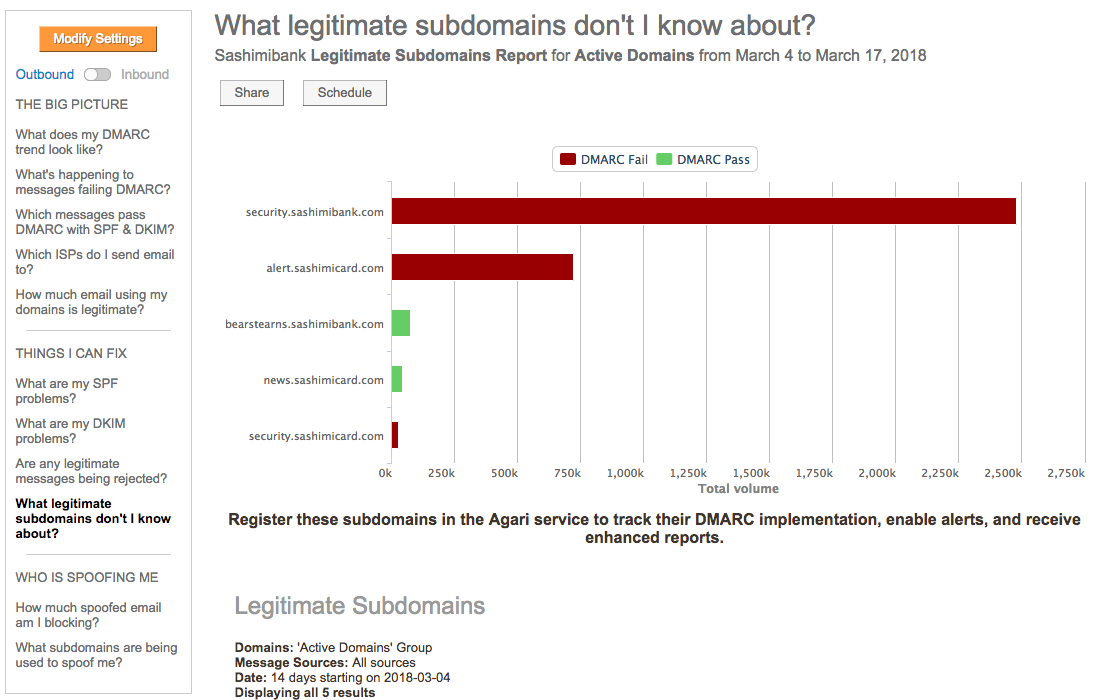 Modify Settings
Outbound Inbound
THE BIG PICTURE
What does my DMARC
trend look like?
What's happening to
messages failing DMARC?
Which messages pass
DMARC with SPF & DKIM?
Which ISPs do I send email
to?
How much email using my
domains is legitimate?
THINGS I CAN FIX
What are my SPF
problems?
What are my DKIM
problems?
Are any legitimate
messages being rejected?
What legitimate
subdomains don't I know
about?
WHO IS SPOOFING ME
How much spoofed email
am I blocking?
What subdomains are being
used to spoof me?
What legitimate subdomains don't I know about?
Sashimibank Legitimate Subdomains Report for Active Domains from March 4 to March 17, 2018
Share Schedule
DMARC Fail DMARC Pass
security.sashimibank.com
alert.sashimicard.com
bearstearns.sashimibank.com
news.sashimicard.com
security.sashimicard.com
0k 250k 500k 750k 1,000k 1,250k 1,500k 1,750k 2,000k 2,250k 2,500k 2,750k
Total volume
Register these subdomains in the Agari service to track their DMARC implementation, enable alerts, and receive
enhanced reports.
Legitimate Subdomains
Domains: 'Active Domains' Group
Message Sources: All sources
Date: 14 days starting on 2018-03-04
Displaying all 5 results